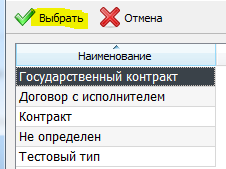 Выбрать Отмена
Наименование
Государственный контракт
Договор с исполнителем
Контракт
Не определен
Тестовый тип